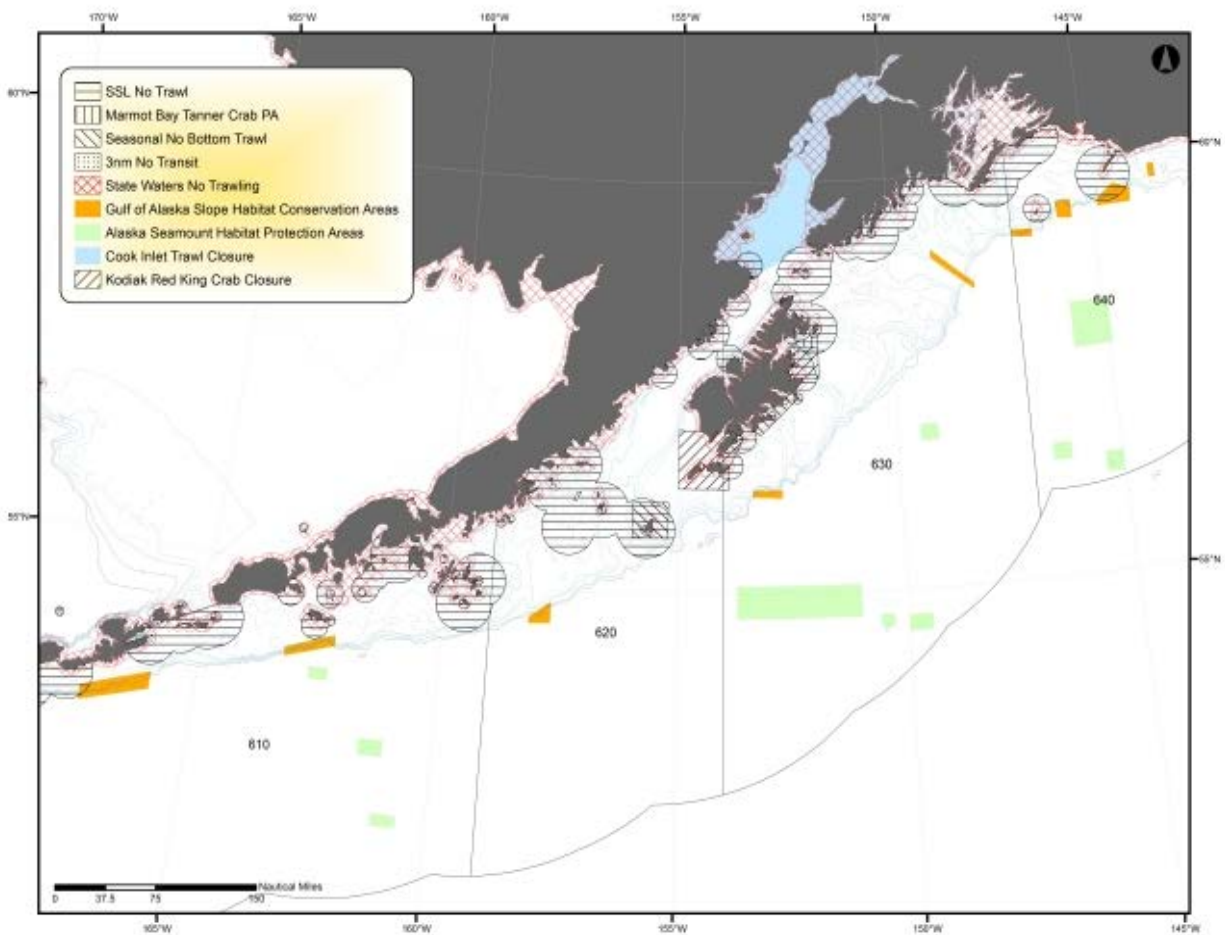 170°W 165°W 160°W 155°W 150°W 145°W
60°N
60°N
SSL No Trawl
Marmot Bay Tanner Crab PA
Seasonal No Bottom Trawl
3nm No Transit
State Waters No Trawling
Gulf of Alaska Slope Habitat Conservation Areas
Alaska Seamount Habitat Protection Areas
Cook Inlet Trawl Closure
Kodiak Red King Crab Closure
640
630
55°N
55°N
620
610
Nautical Miles
0 37.5 75 150
165°W 160°W 155°W 150°W 145°W